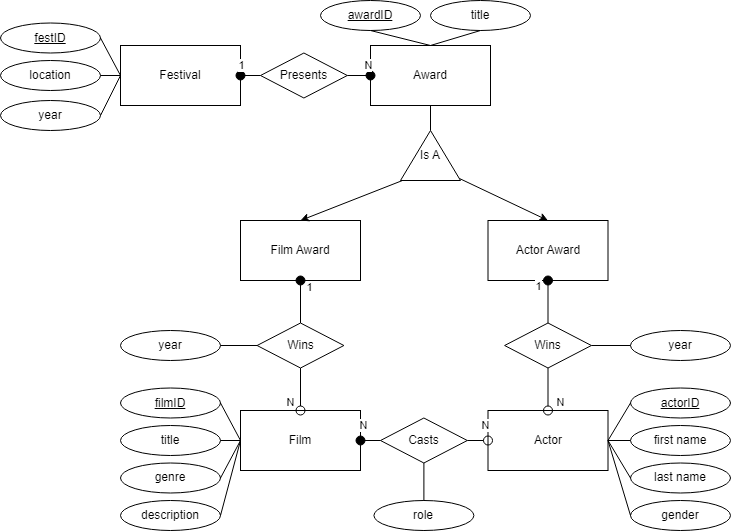 awardID
title
festID
location
year
Festival
1
Presents
N
Award
Is A
Film Award
Actor Award
1
1
year
Wins
Wins
year
N
N
filmID
title
genre
description
Film
N
Casts
N
Actor
role
actorID
first name
last name
gender